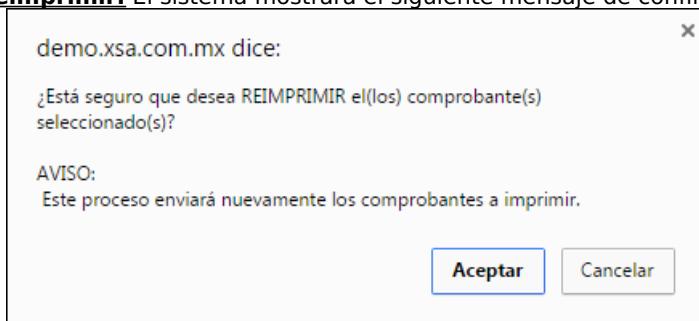 demo.xsa.com.mx dice:
¿Está seguro que desea REIMPRIMIR el(los) comprobante(s)
seleccionado(s)?
AVISO:
Este proceso enviará nuevamente los comprobantes a imprimir.
Aceptar Cancelar